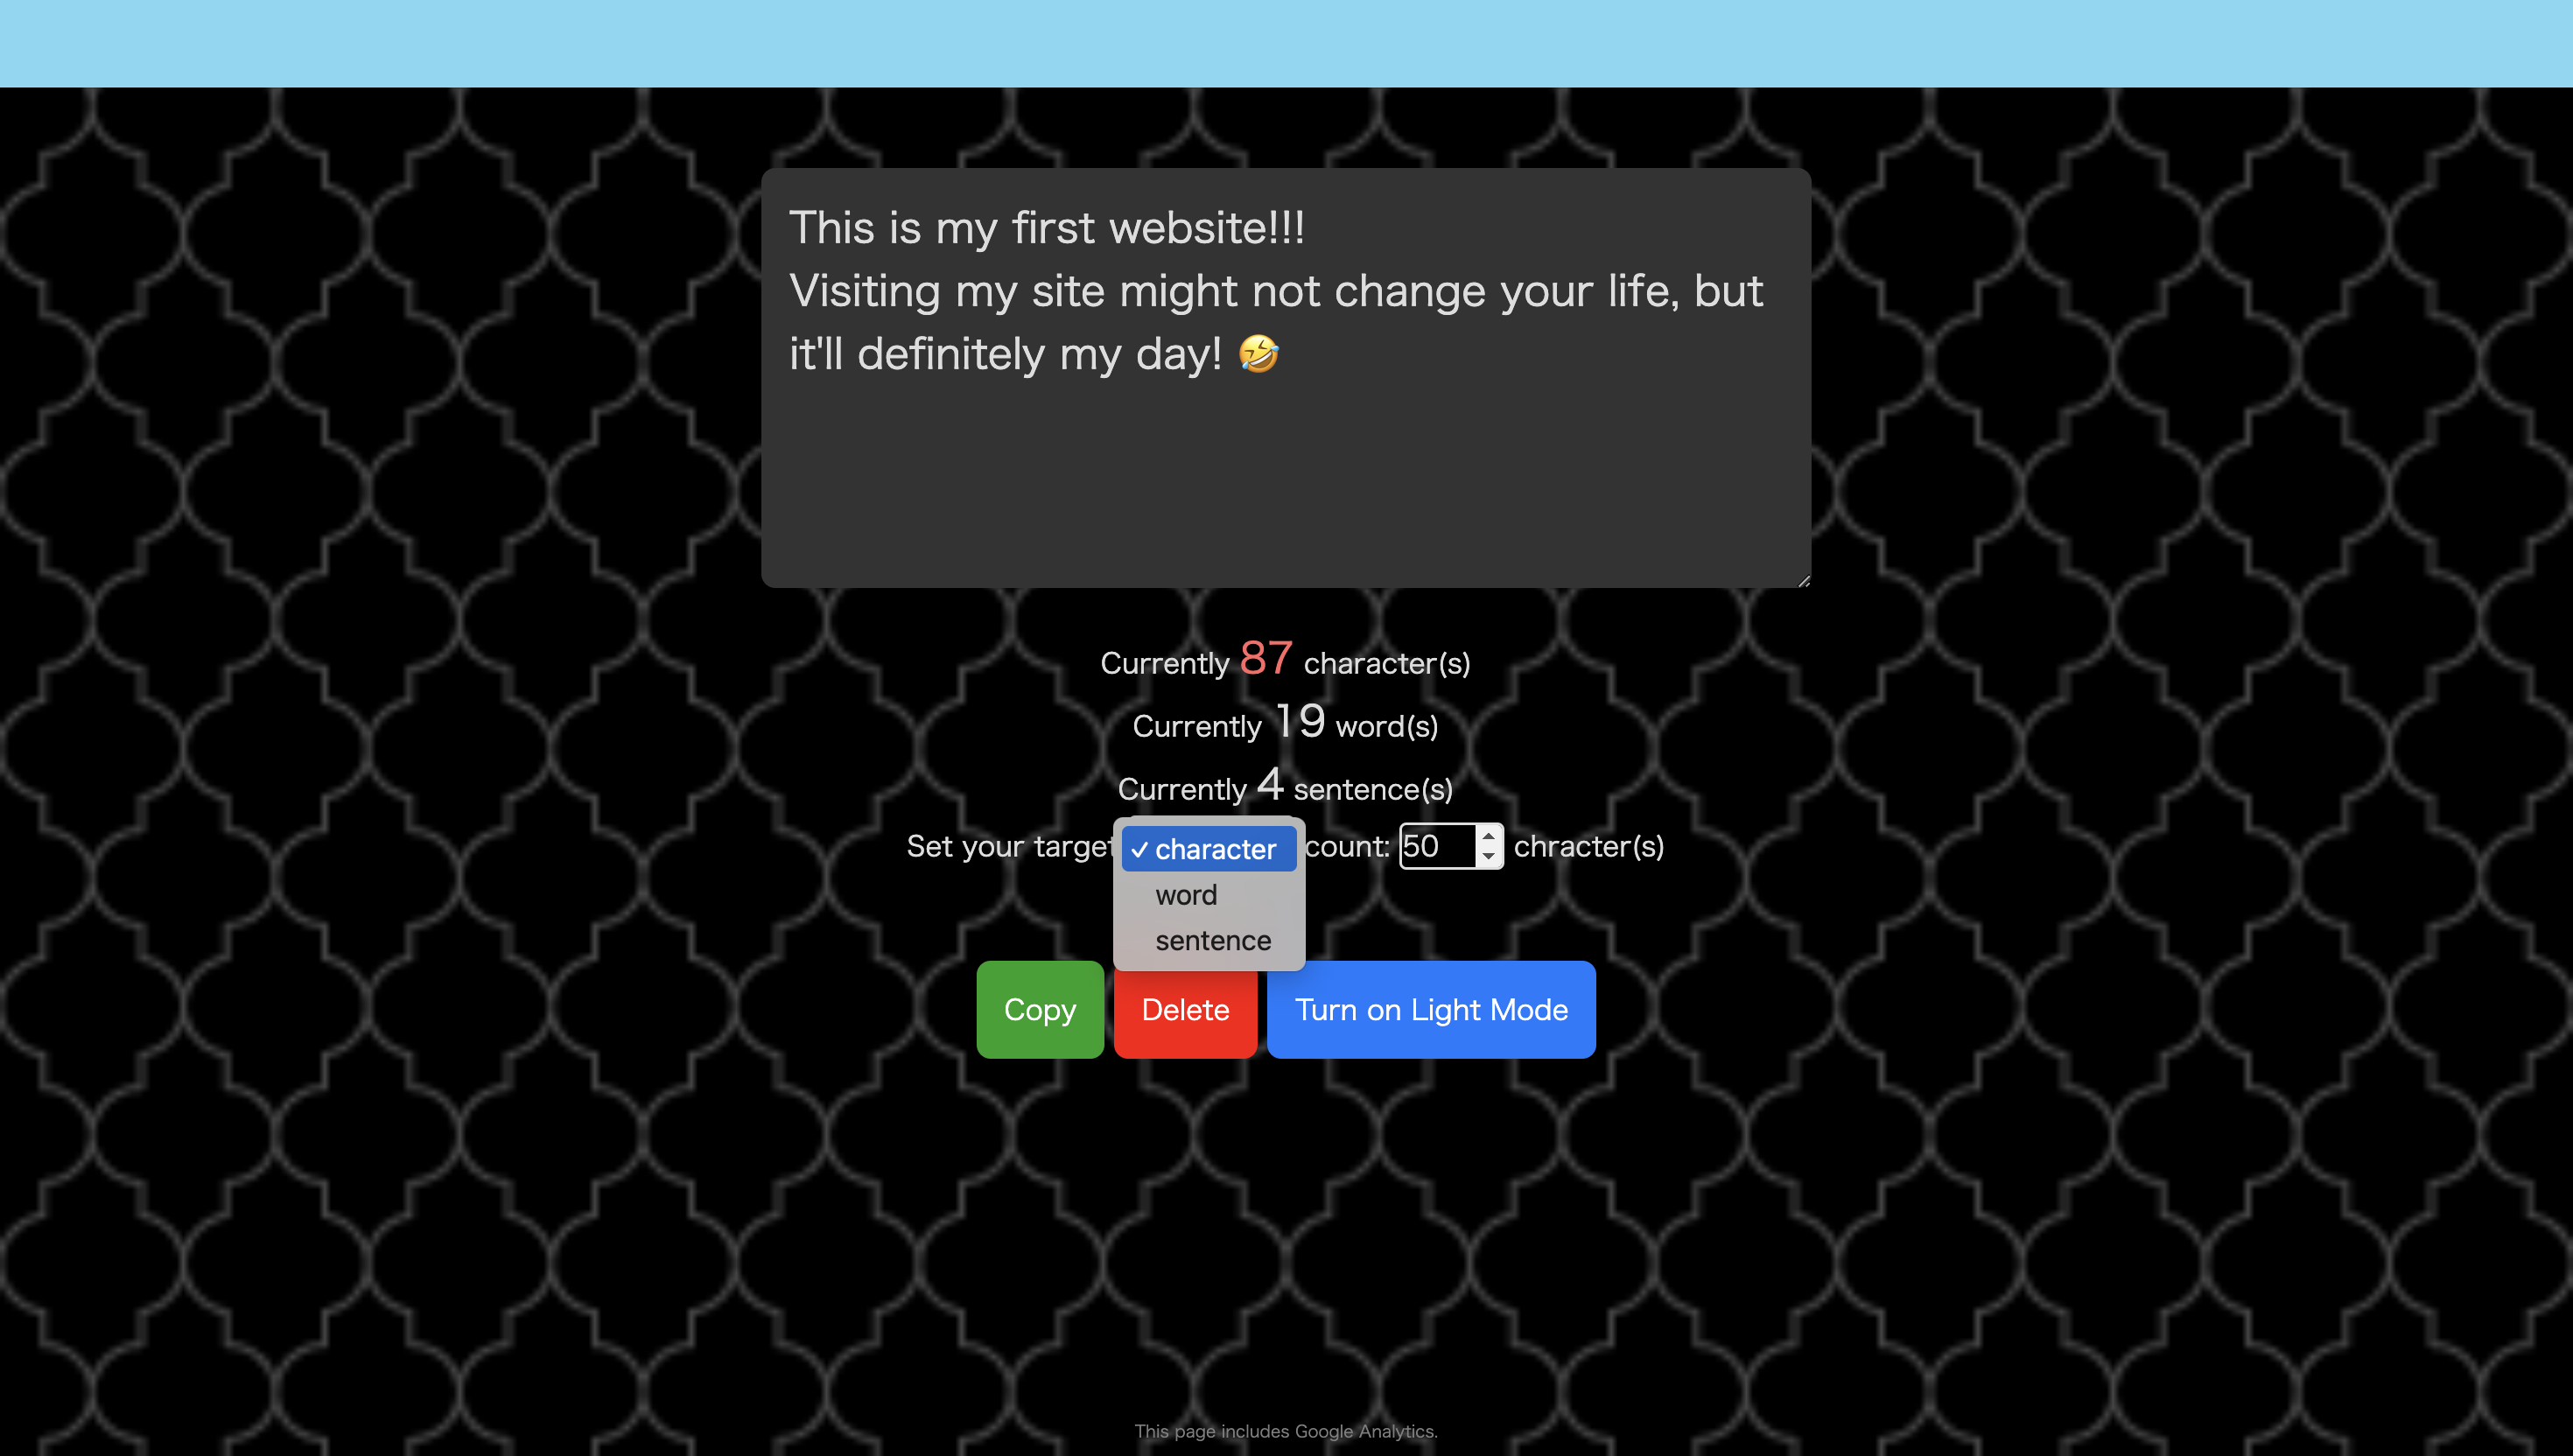 This is my first website!!!
Visiting my site might not change your life, but
it'll definitely my day! 🤣
Currently 87 character(s)
Currently 19 word(s)
Currently 4 sentence(s)
Set your target character count: 50 chracter(s)
word
sentence
Copy Delete Turn on Light Mode
This page includes Google Analytics.